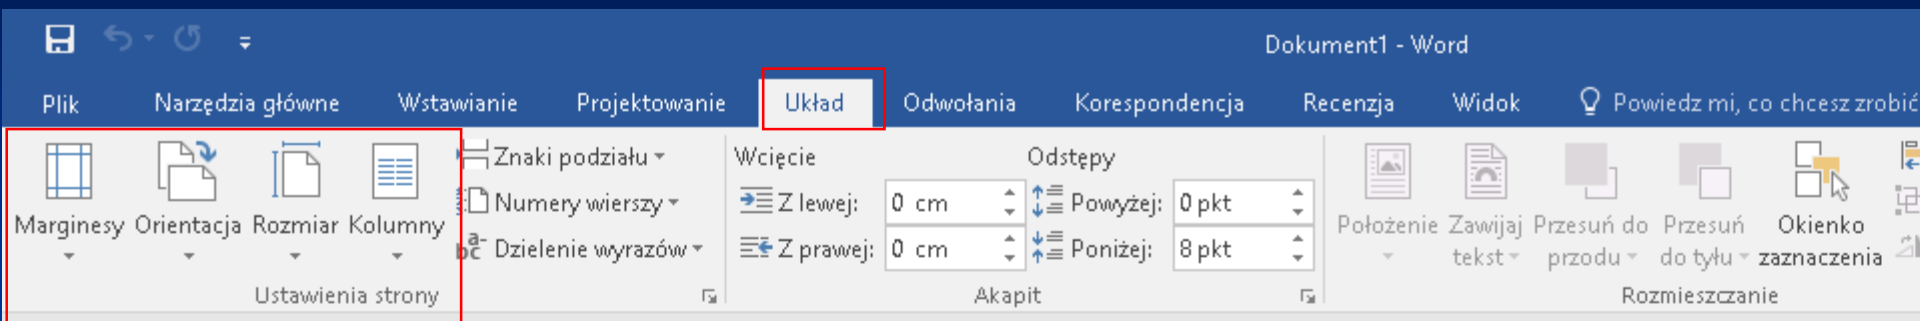 Dokument1 - Word
Plik Narzędzia główne Wstawianie Projektowanie Układ Odwołania Korespondencja Recenzja Widok Powiedz mi, co chcesz zrobić
Marginesy Orientacja Rozmiar Kolumny
Znaki podziału
Numery wierszy
Dzielenie wyrazów
Ustawienia strony
Wcięcie Odstępy
Z lewej: 0 cm Powyżej: 0 pkt
Z prawej: 0 cm Poniżej: 8 pkt
Akapit
Położenie Zawijaj tekst Przesuń do przodu Przesuń do tyłu Okienko zaznaczenia
Rozmieszczanie